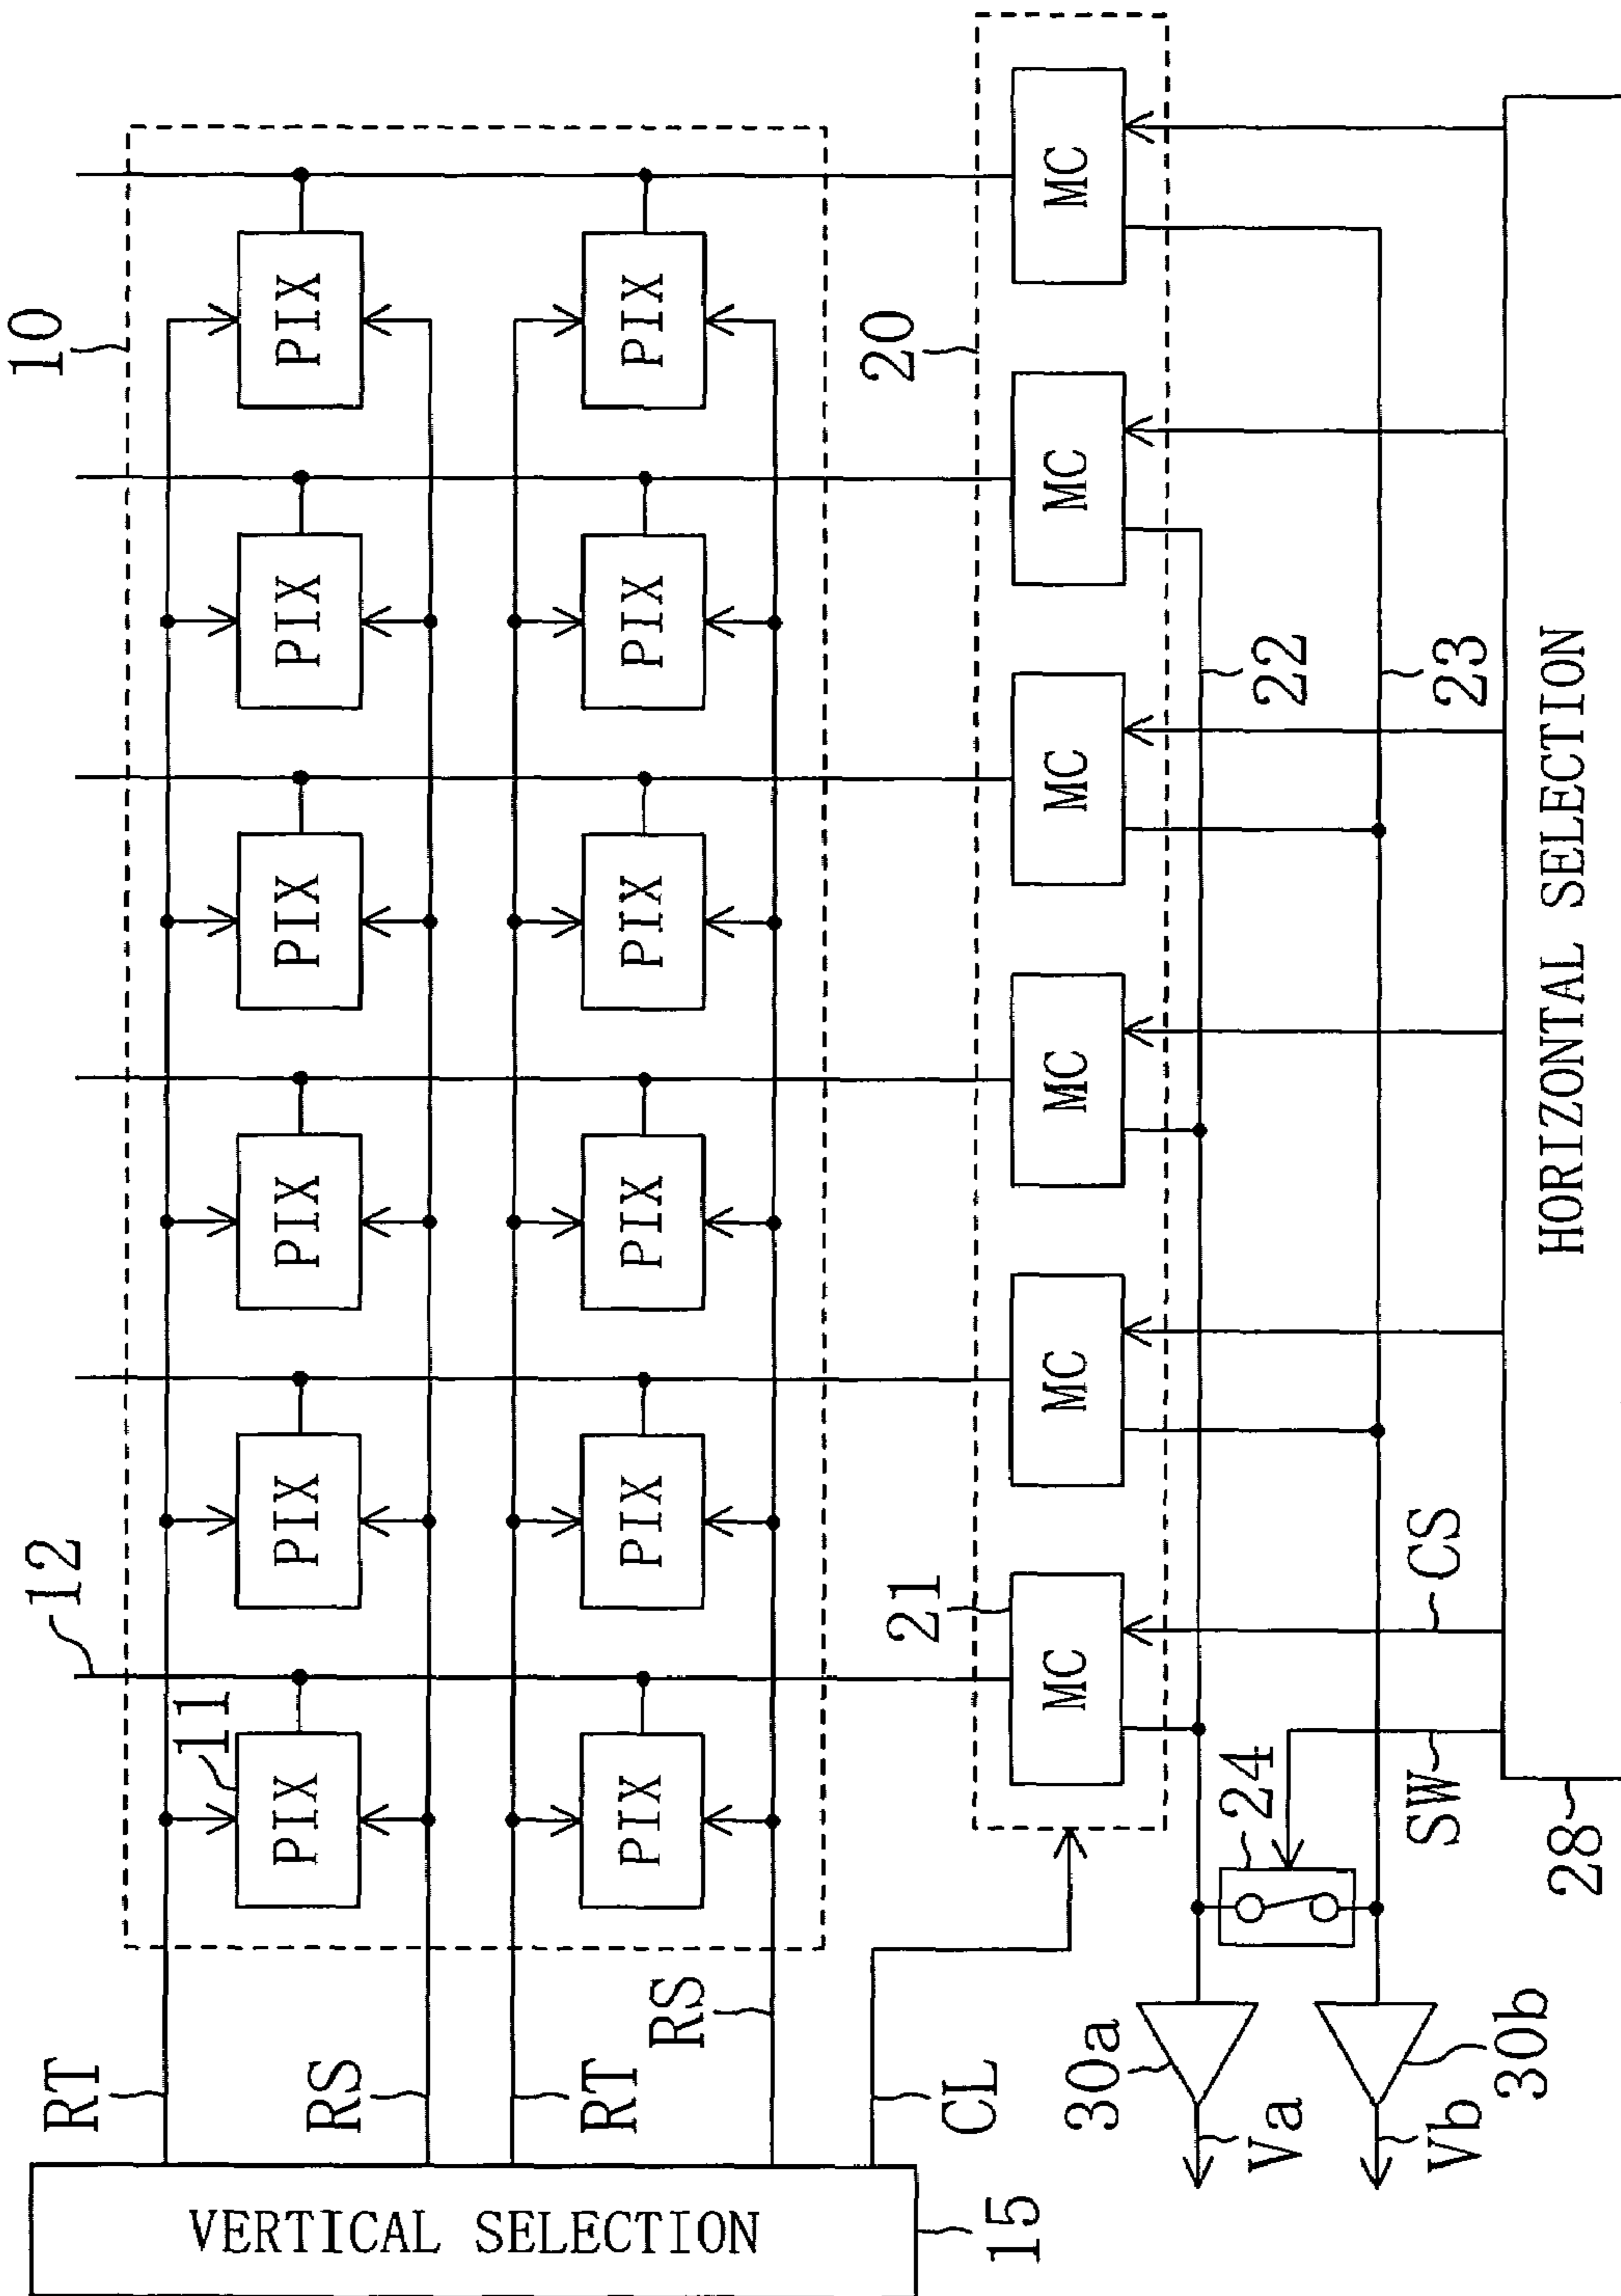 10
PIX
PIX
PIX
PIX
PIX
PIX
PIX
PIX
PIX
PIX
PIX
PIX
12
11
RT
RS
RT
RS
CL
VERTICAL SELECTION
15
20
MC
MC
MC
MC
MC
MC
21
22
23
24
CS
SW
30a
30b
Va
Vb
HORIZONTAL SELECTION
28